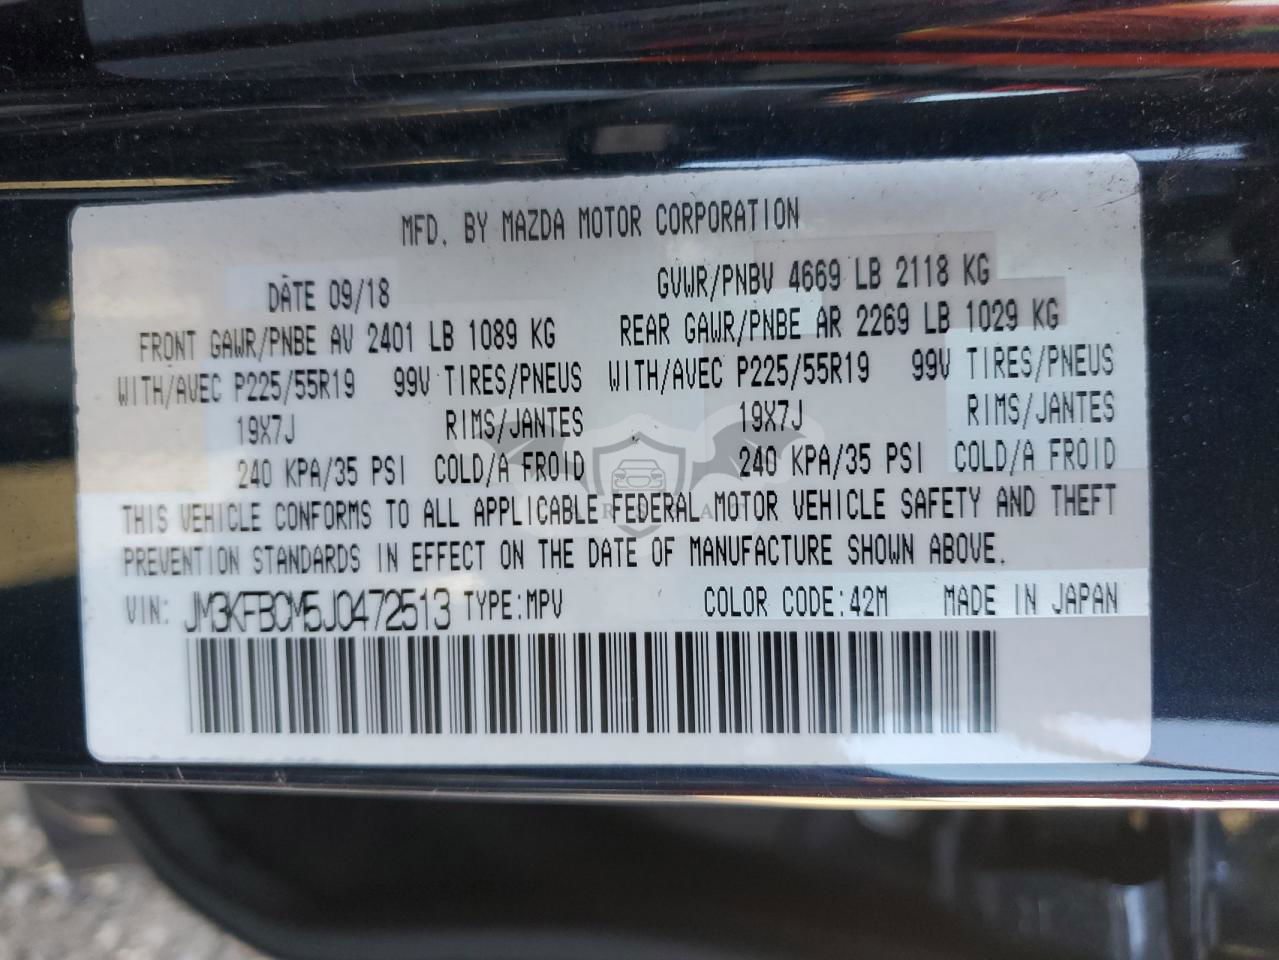 MFD. BY MAZDA MOTOR CORPORATION
DATE 09/18 GVWR/PNBV 4669 LB 2118 KG
FRONT GAWR/PNBE AV 2401 LB 1089 KG REAR GAWR/PNBE AR 2269 LB 1029 KG
WITH/AVEC P225/55R19 99V TIRES/PNEUS WITH/AVEC P225/55R19 99V TIRES/PNEUS
19X7J RIMS/JANTES 19X7J RIMS/JANTES
240 KPA/35 PSI COLD/A FROID 240 KPA/35 PSI COLD/A FROID
THIS VEHICLE CONFORMS TO ALL APPLICABLE FEDERAL MOTOR VEHICLE SAFETY AND THEFT
PREVENTION STANDARDS IN EFFECT ON THE DATE OF MANUFACTURE SHOWN ABOVE.
VIN: JM3KFBCM5J0472513 TYPE:MPV COLOR CODE:42M MADE IN JAPAN